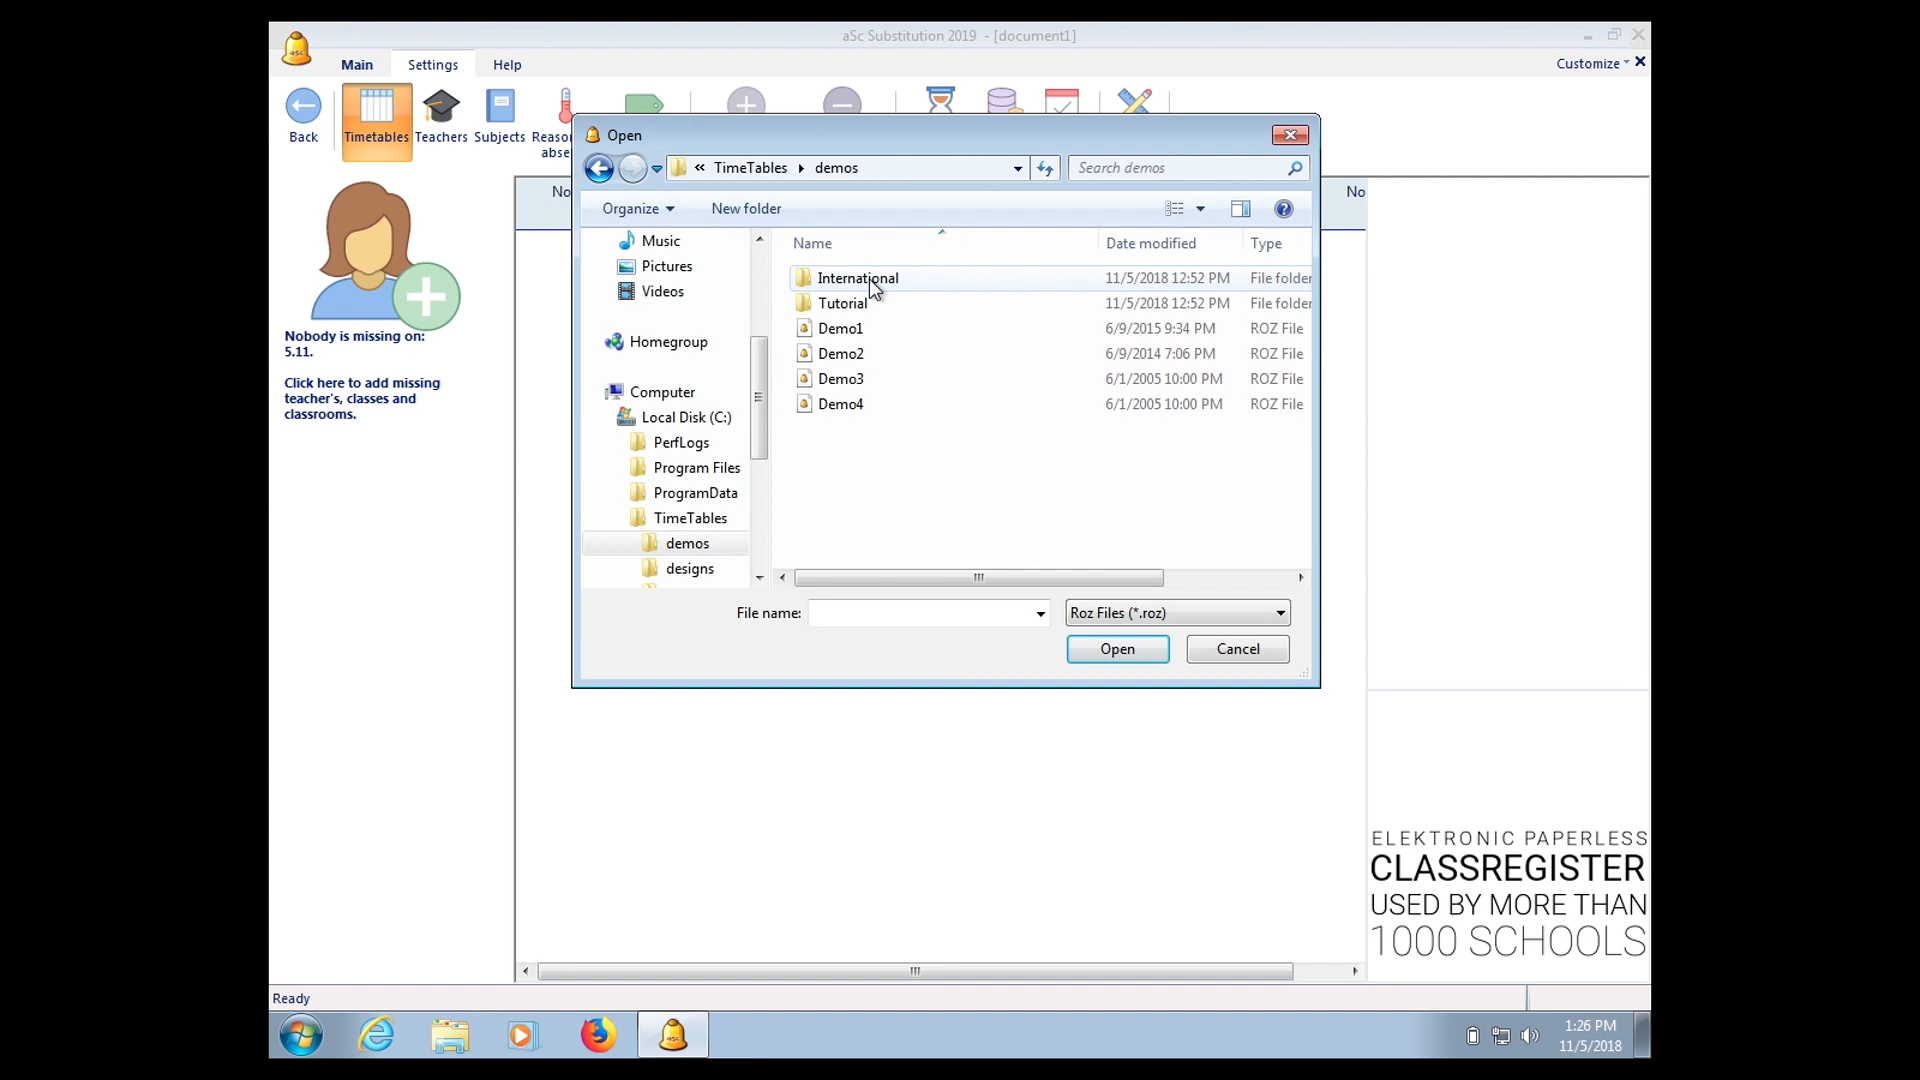 aSc Substitution 2019 - [document1]
Main
Settings
Help
Customize
Back
Timetables
Teachers
Subjects
Nobody is missing on:
5.11.
Click here to add missing
teacher's, classes and
classrooms.
No
No
Open
« TimeTables demos
Search demos
Organize
New folder
Name
Date modified
Type
Music
Pictures
Videos
Homegroup
Computer
Local Disk (C:)
PerfLogs
Program Files
ProgramData
TimeTables
demos
designs
International 11/5/2018 12:52 PM File folder
Tutorial 11/5/2018 12:52 PM File folder
Demo1 6/9/2015 9:34 PM ROZ File
Demo2 6/9/2014 7:06 PM ROZ File
Demo3 6/1/2005 10:00 PM ROZ File
Demo4 6/1/2005 10:00 PM ROZ File
File name:
Roz Files (*.roz)
Open
Cancel
ELEKTRONIC PAPERLESS
CLASSREGISTER
USED BY MORE THAN
1000 SCHOOLS
Ready
1:26 PM
11/5/2018